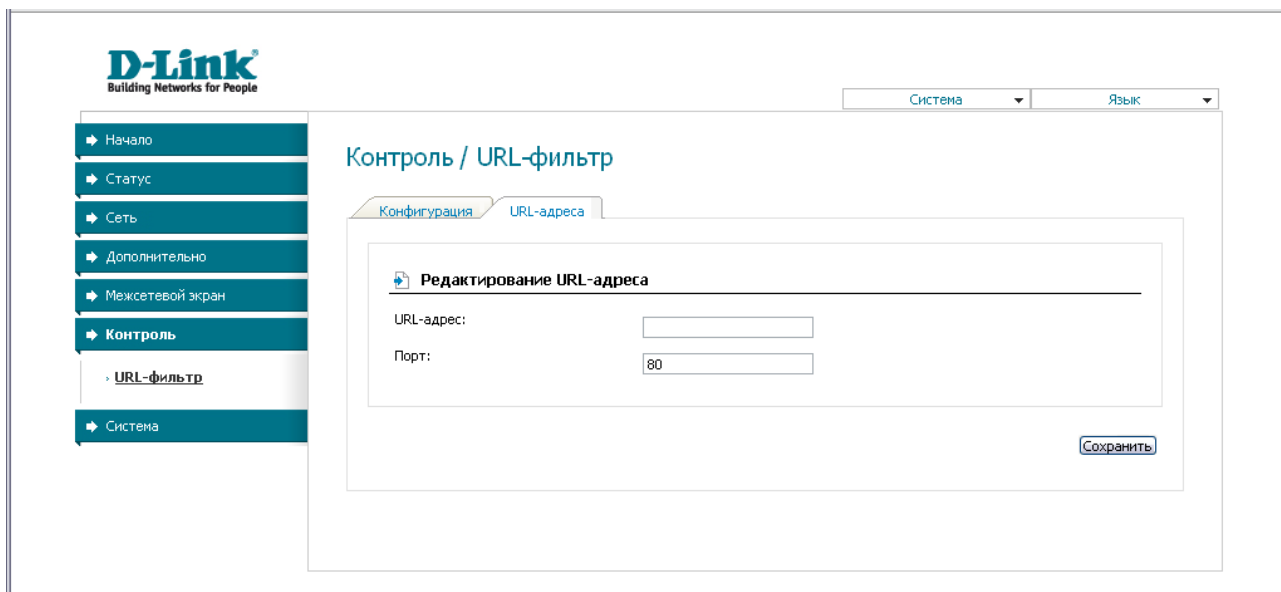 D-Link
Building Networks for People
Система
Язык
Начало
Статус
Сеть
Дополнительно
Межсетевой экран
Контроль
URL-фильтр
Система
Контроль / URL-фильтр
Конфигурация
URL-адреса
Редактирование URL-адреса
URL-адрес:
Порт:
80
Сохранить